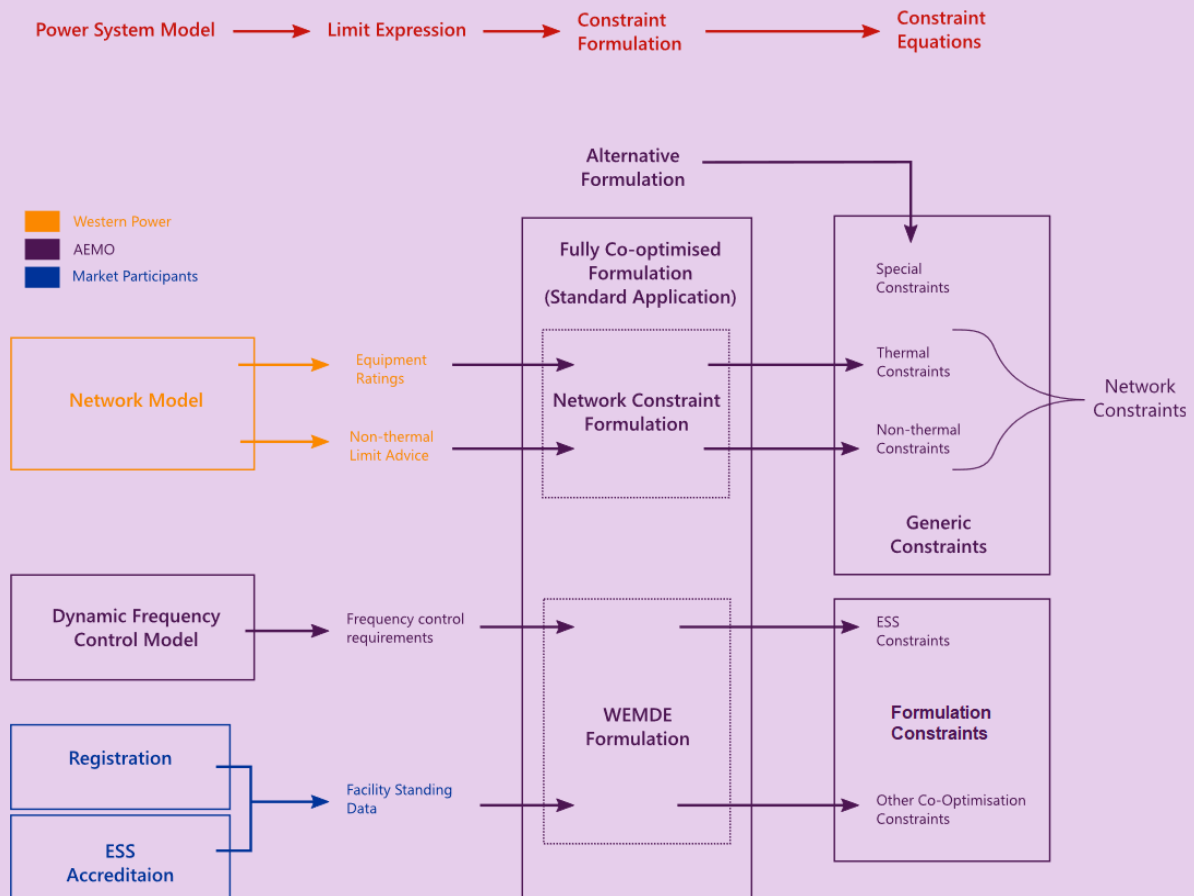 Power System Model
Limit Expression
Constraint
Formulation
Constraint
Equations
Alternative
Formulation
Western Power
AEMO
Market Participants
Fully Co-optimised
Formulation
(Standard Application)
Special
Constraints
Network Model
Equipment
Ratings
Non-thermal
Limit Advice
Network Constraint
Formulation
Thermal
Constraints
Non-thermal
Constraints
Network
Constraints
Generic
Constraints
Dynamic Frequency
Control Model
Frequency control
requirements
ESS
Constraints
WEMDE
Formulation
Formulation
Constraints
Registration
Facility Standing
Data
Other Co-Optimisation
Constraints
ESS
Accreditaion